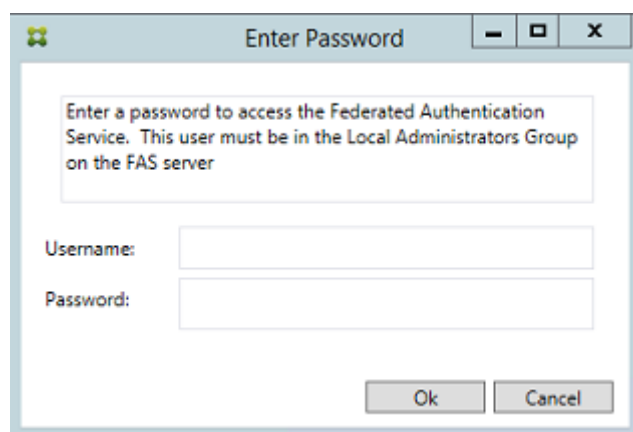 Enter Password
Enter a password to access the Federated Authentication
Service.  This user must be in the Local Administrators Group
on the FAS server
Username:
Password:
Ok
Cancel